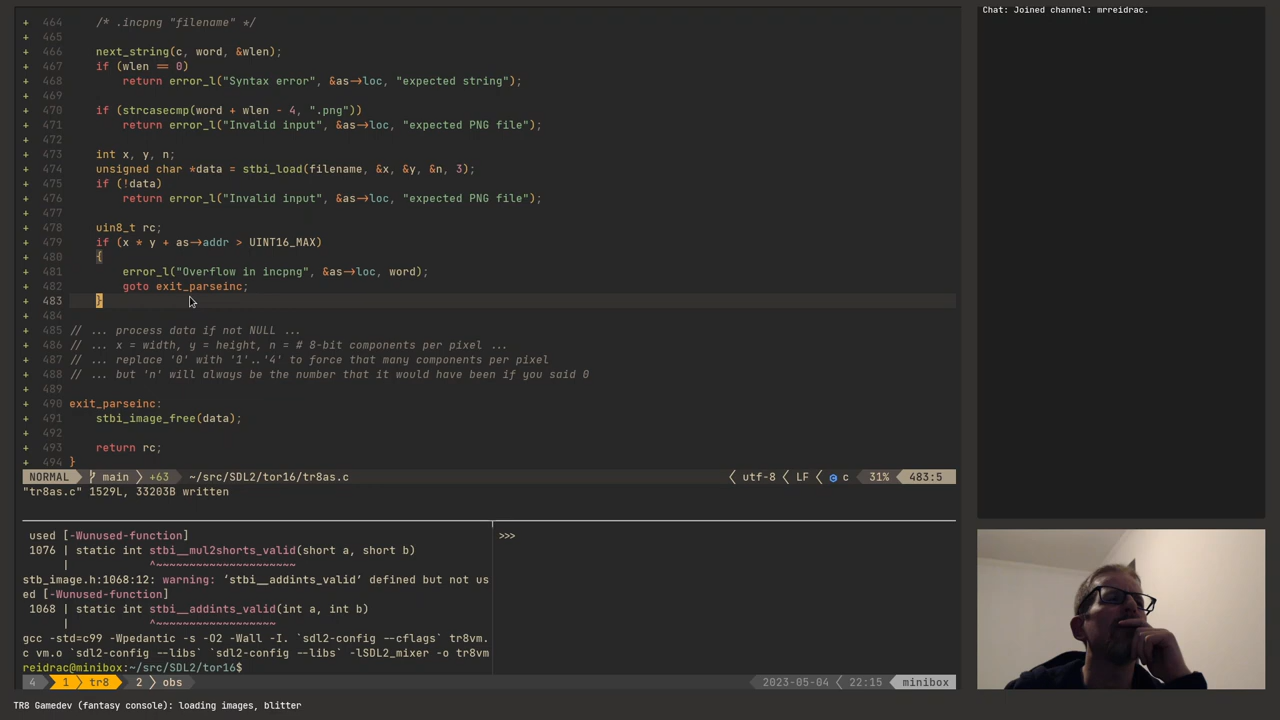 + 464     /* .incpng "filename" */
+ 465
+ 466     next_string(c, word, &wlen);
+ 467     if (wlen == 0)
+ 468         return error_l("Syntax error", &as->loc, "expected string");
+ 469
+ 470     if (strcasecmp(word + wlen - 4, ".png"))
+ 471         return error_l("Invalid input", &as->loc, "expected PNG file");
+ 472
+ 473     int x, y, n;
+ 474     unsigned char *data = stbi_load(filename, &x, &y, &n, 3);
+ 475     if (!data)
+ 476         return error_l("Invalid input", &as->loc, "expected PNG file");
+ 477
+ 478     uin8_t rc;
+ 479     if (x * y + as->addr > UINT16_MAX)
+ 480     {
+ 481         error_l("Overflow in incpng", &as->loc, word);
+ 482         goto exit_parseinc;
+ 483     }
+ 484
+ 485 // ... process data if not NULL ...
+ 486 // ... x = width, y = height, n = # 8-bit components per pixel ...
+ 487 // ... replace '0' with '1'..'4' to force that many components per pixel
+ 488 // ... but 'n' will always be the number that it would have been if you said 0
+ 489
+ 490 exit_parseinc:
+ 491     stbi_image_free(data);
+ 492
+ 493     return rc;
+ 494 }
NORMAL main +63 ~/src/SDL2/tor16/tr8as.c utf-8 LF c 31% 483:5
"tr8as.c" 1529L, 33203B written
used [-Wunused-function]
1076 | static int stbi__mul2shorts_valid(short a, short b)
| ^~~~~~~~~~~~~~~~~~~~~~
stb_image.h:1068:12: warning: ‘stbi__addints_valid’ defined but not us
ed [-Wunused-function]
1068 | static int stbi__addints_valid(int a, int b)
| ^~~~~~~~~~~~~~~~~~~
gcc -std=c99 -Wpedantic -s -O2 -Wall -I. `sdl2-config --cflags` tr8vm.
c vm.o `sdl2-config --libs` `sdl2-config --libs` -lSDL2_mixer -o tr8vm
reidrac@minibox:~/src/SDL2/tor16$
>>>
4 1 tr8 2 obs 2023-05-04 22:15 minibox
TR8 Gamedev (fantasy console): loading images, blitter
Chat: Joined channel: mrreidrac.